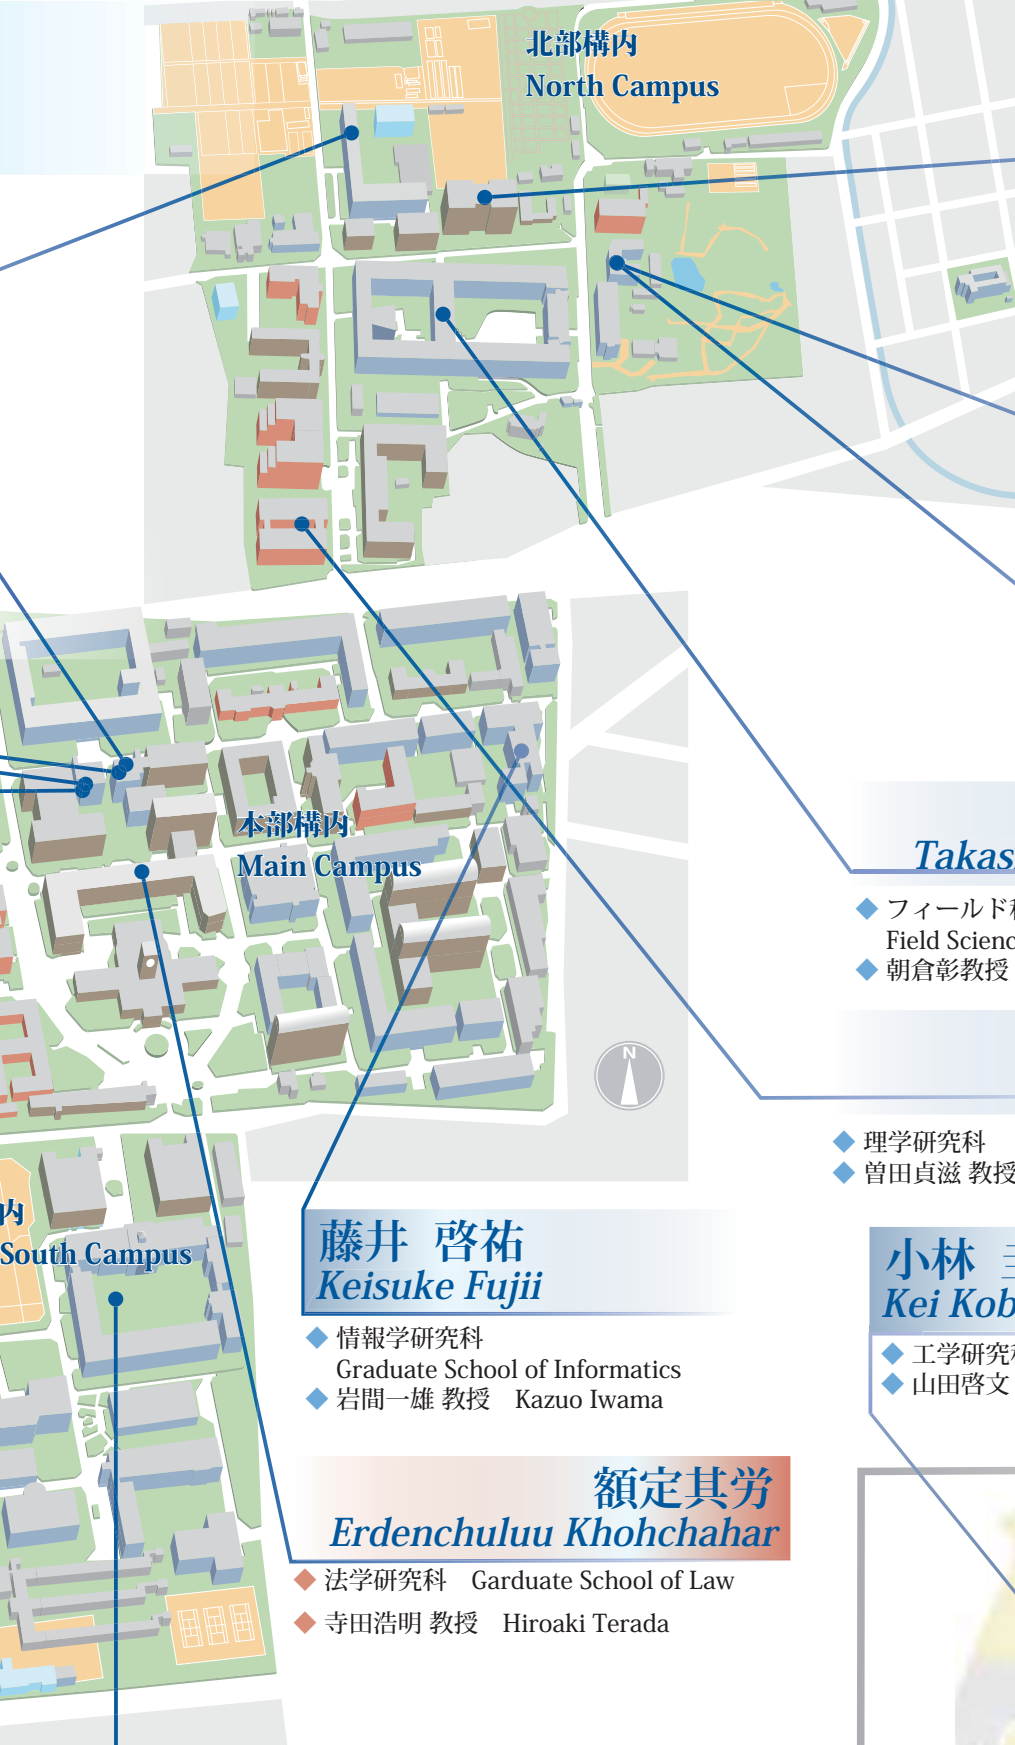 北部構内
North Campus
本部構内
Main Campus
N
内
South Campus
Takas
フィールド
Field Scienc
朝倉彰教授
理学研究科
曽田貞滋 教授
藤井 啓祐
Keisuke Fujii
情報学研究科
Graduate School of Informatics
岩間一雄 教授 Kazuo Iwama
小林
Kei Kob
工学研究科
山田啓文
額定其労
Erdenchuluu Khohchahar
法学研究科 Garduate School of Law
寺田浩明 教授 Hiroaki Terada